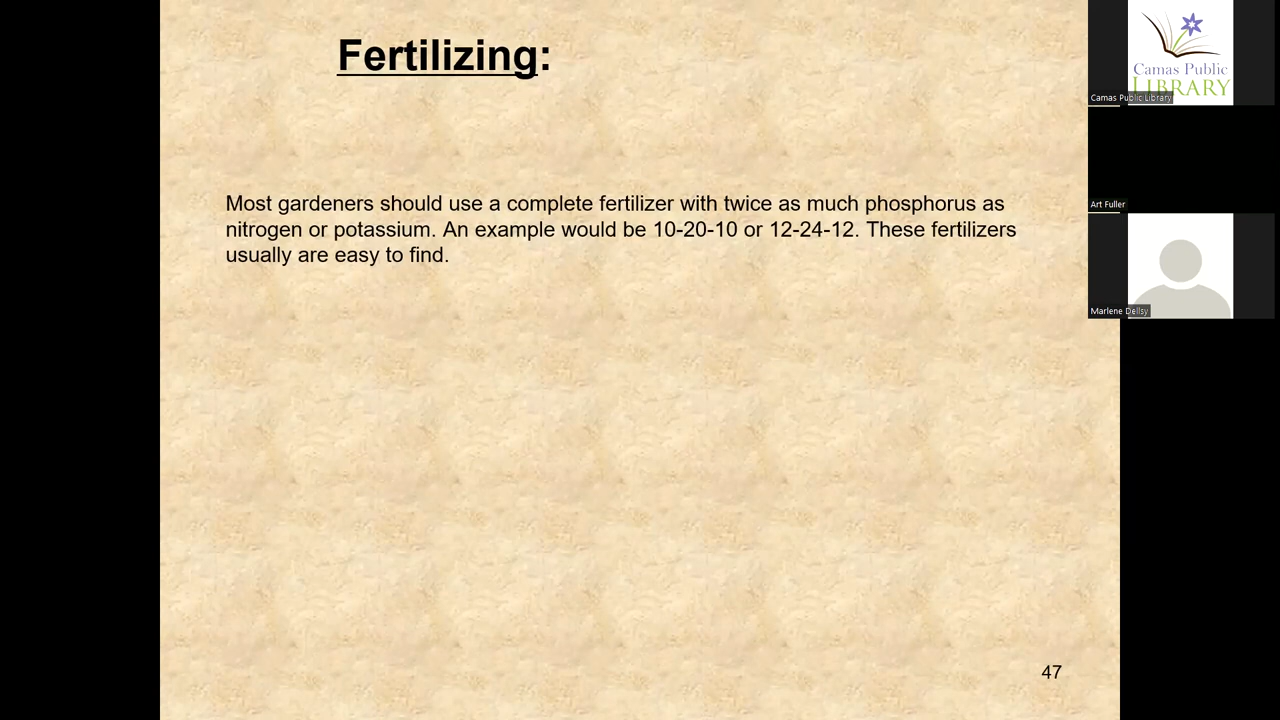 Fertilizing:
Most gardeners should use a complete fertilizer with twice as much phosphorus as
nitrogen or potassium. An example would be 10-20-10 or 12-24-12. These fertilizers
usually are easy to find.
47
Camas Public
LIBRARY
Camas Public Library
Art Fuller
Marlene Dellsy